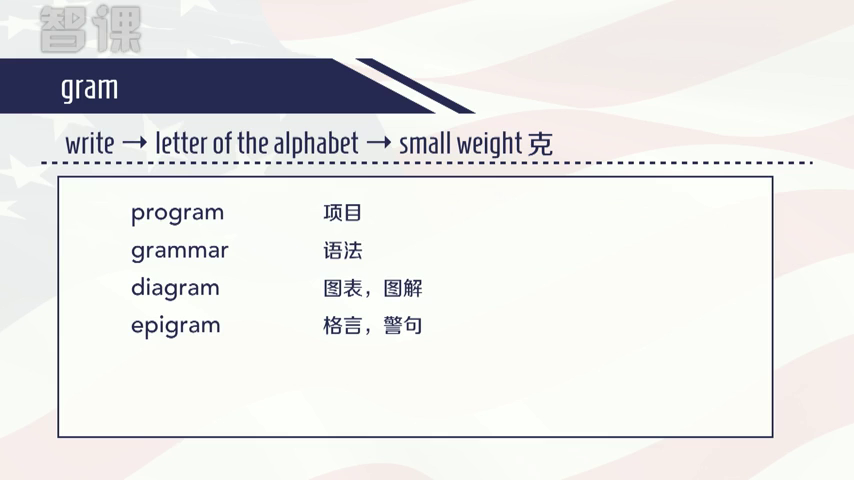 智课
gram
write → letter of the alphabet → small weight 克
program 项目
grammar 语法
diagram 图表，图解
epigram 格言，警句